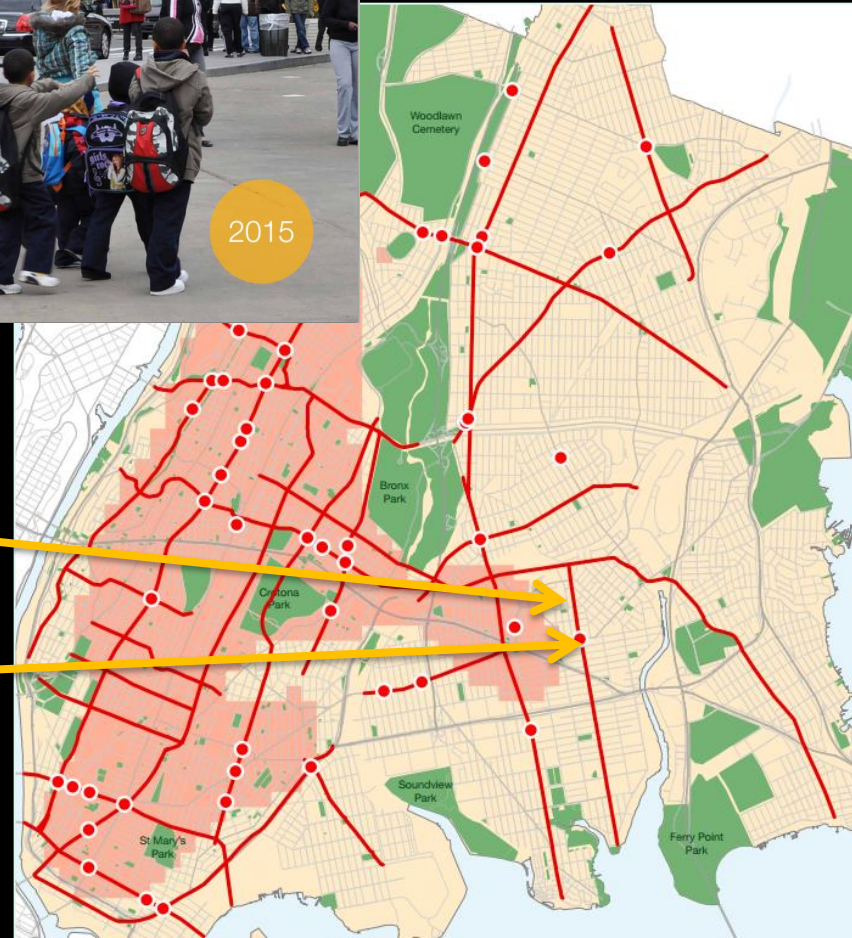 2015
Woodlawn
Cemetery
Bronx
Park
Crotona
Park
Soundview
Park
St Mary's
Park
Ferry Point
Park